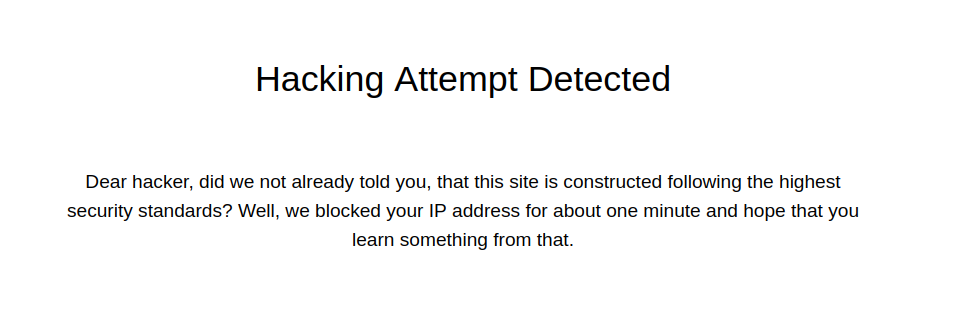 Hacking Attempt Detected
Dear hacker, did we not already told you, that this site is constructed following the highest
security standards? Well, we blocked your IP address for about one minute and hope that you
learn something from that.